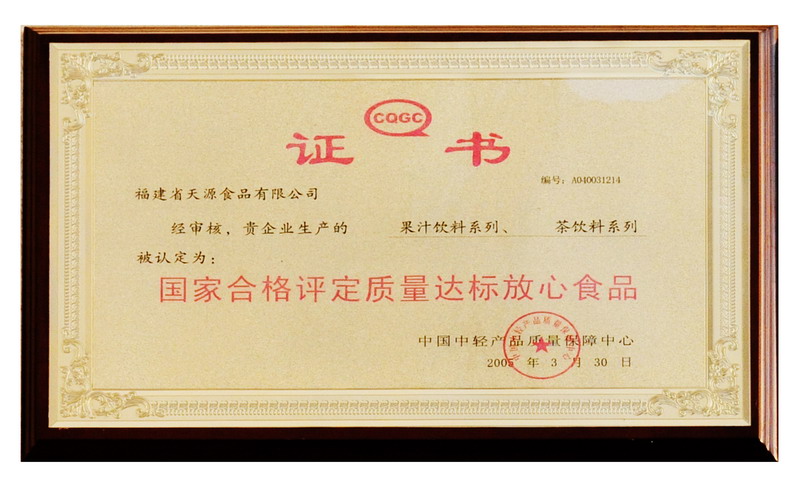 CQGC
证 书
编号：A040031214
福建省天源食品有限公司
经审核，贵企业生产的 果汁饮料系列、 茶饮料系列
被认定为：
国家合格评定质量达标放心食品
中国中轻产品质量保障中心
2005 年 3 月 30 日